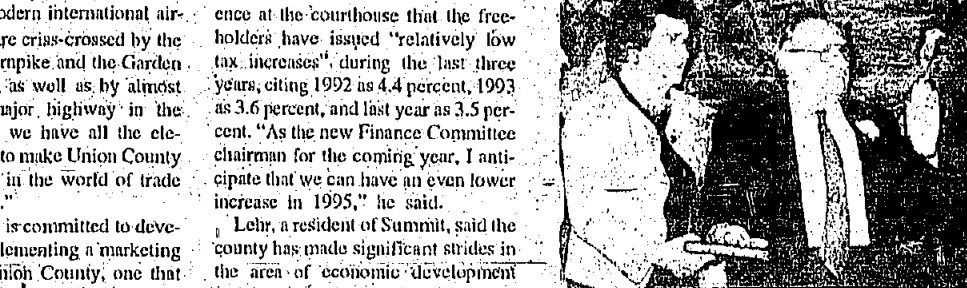 odern international air-
re criss-crossed by the
rnpike and the Garden
as well as by almost
major highway in the
we have all the ele-
to make Union County
in the world of trade
."
is committed to deve-
lementing a marketing
nion County, one that
ence at the courthouse that the free-
holders have issued "relatively low
tax increases" during the last three
years, citing 1992 as 4.4 percent, 1993
as 3.6 percent, and last year as 3.5 per-
cent. "As the new Finance Committee
chairman for the coming year, I anti-
cipate that we can have an even lower
increase in 1995," he said.
Lehr, a resident of Summit, said the
county has made significant strides in
the area of economic development